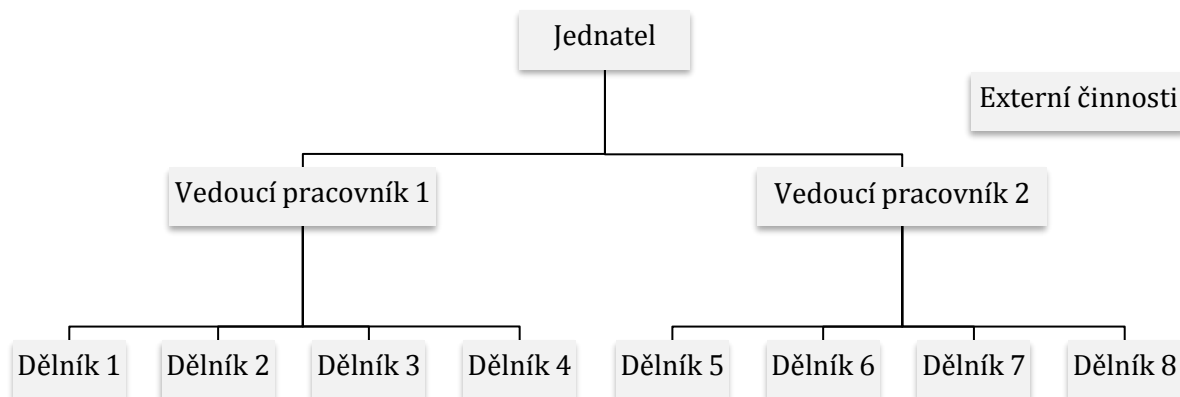 Jednatel
Externí činnosti
Vedoucí pracovník 1
Vedoucí pracovník 2
Dělník 1
Dělník 2
Dělník 3
Dělník 4
Dělník 5
Dělník 6
Dělník 7
Dělník 8